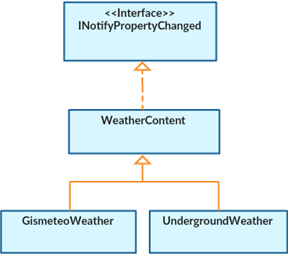 <<Interface>>
INotifyPropertyChanged
WeatherContent
GismeteoWeather
UndergroundWeather